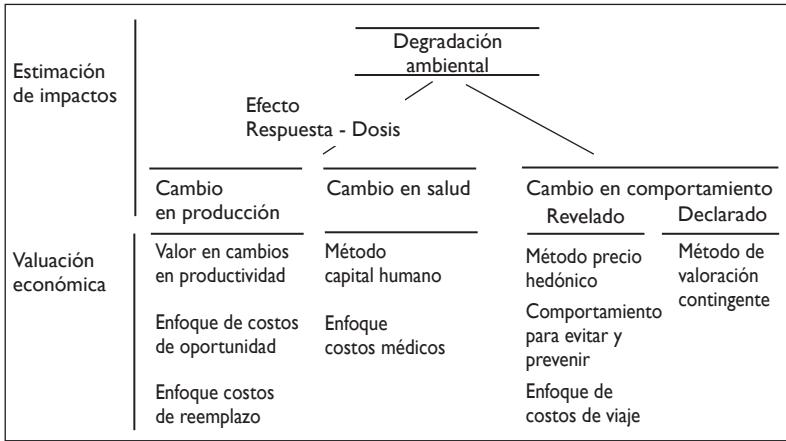 Degradación
ambiental
Estimación
de impactos
Efecto
Respuesta - Dosis
Cambio
en producción
Cambio en salud
Cambio en comportamiento
Revelado
Declarado
Valuación
económica
Valor en cambios
en productividad
Enfoque de costos
de oportunidad
Enfoque costos
de reemplazo
Método
capital humano
Enfoque
costos médicos
Método precio
hedónico
Comportamiento
para evitar y
prevenir
Enfoque de
costos de viaje
Método de
valoración
contingente